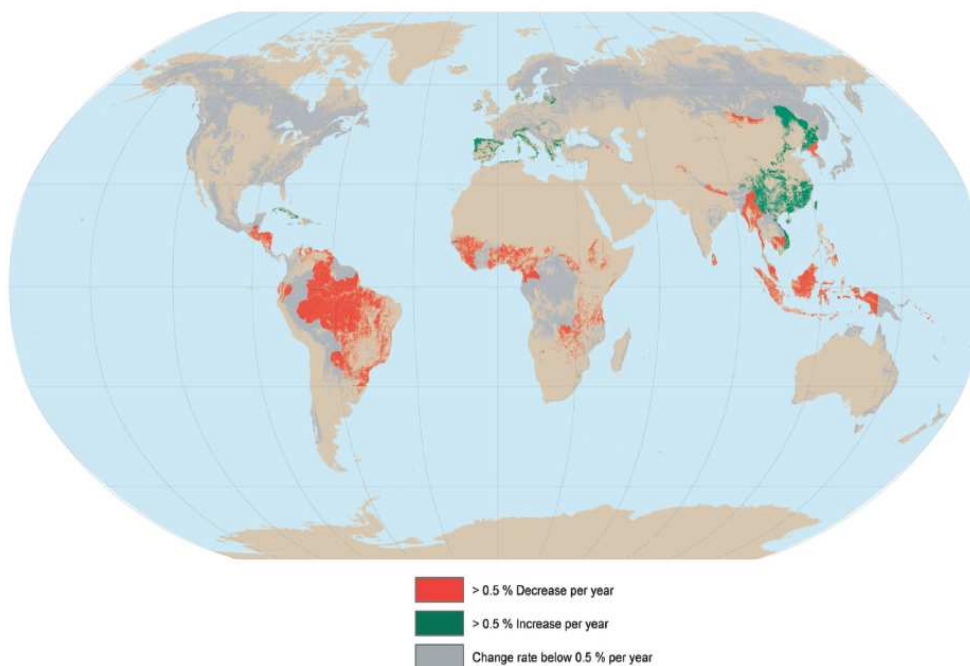 > 0.5 % Decrease per year
> 0.5 % Increase per year
Change rate below 0.5 % per year